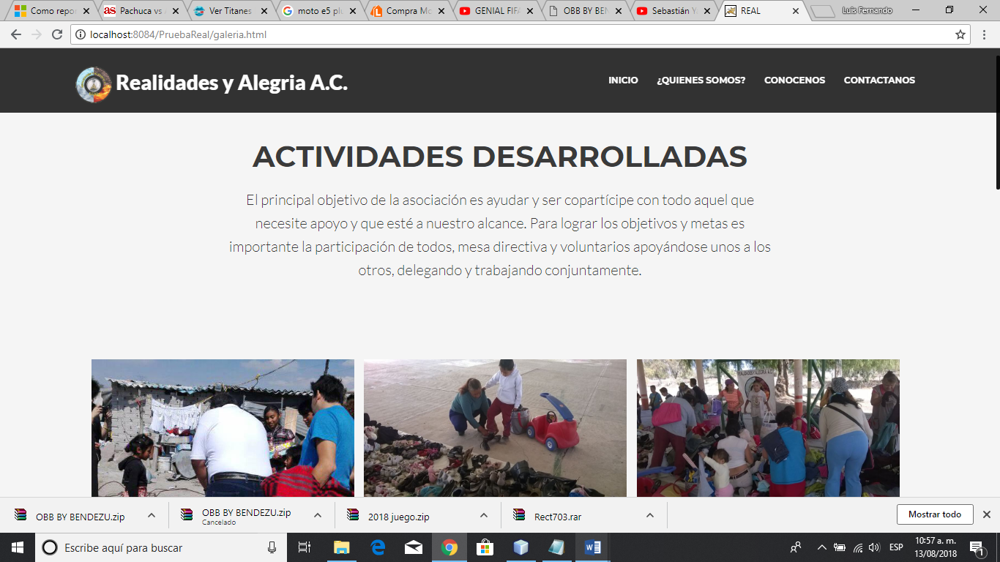 Como repo
Pachuca vs
Ver Titanes
moto e5 pl
Compra Mo
GENIAL FIFA
OBB BY BEN
Sebastián Y
REAL
Luis Fernando
localhost:8084/PruebaReal/galeria.html
Realidades y Alegria A.C.
INICIO
¿QUIENES SOMOS?
CONOCENOS
CONTACTANOS
ACTIVIDADES DESARROLLADAS
El principal objetivo de la asociación es ayudar y ser copartícipe con todo aquel que
necesite apoyo y que esté a nuestro alcance. Para lograr los objetivos y metas es
importante la participación de todos, mesa directiva y voluntarios apoyándose unos a los
otros, delegando y trabajando conjuntamente.
REALIDADES Y ALEGRIA A.C.
OBB BY BENDEZU.zip
OBB BY BENDEZU.zip
Cancelado
2018 juego.zip
Rect703.rar
Mostrar todo
Escribe aquí para buscar
ESP
10:57 a. m.
13/08/2018
1